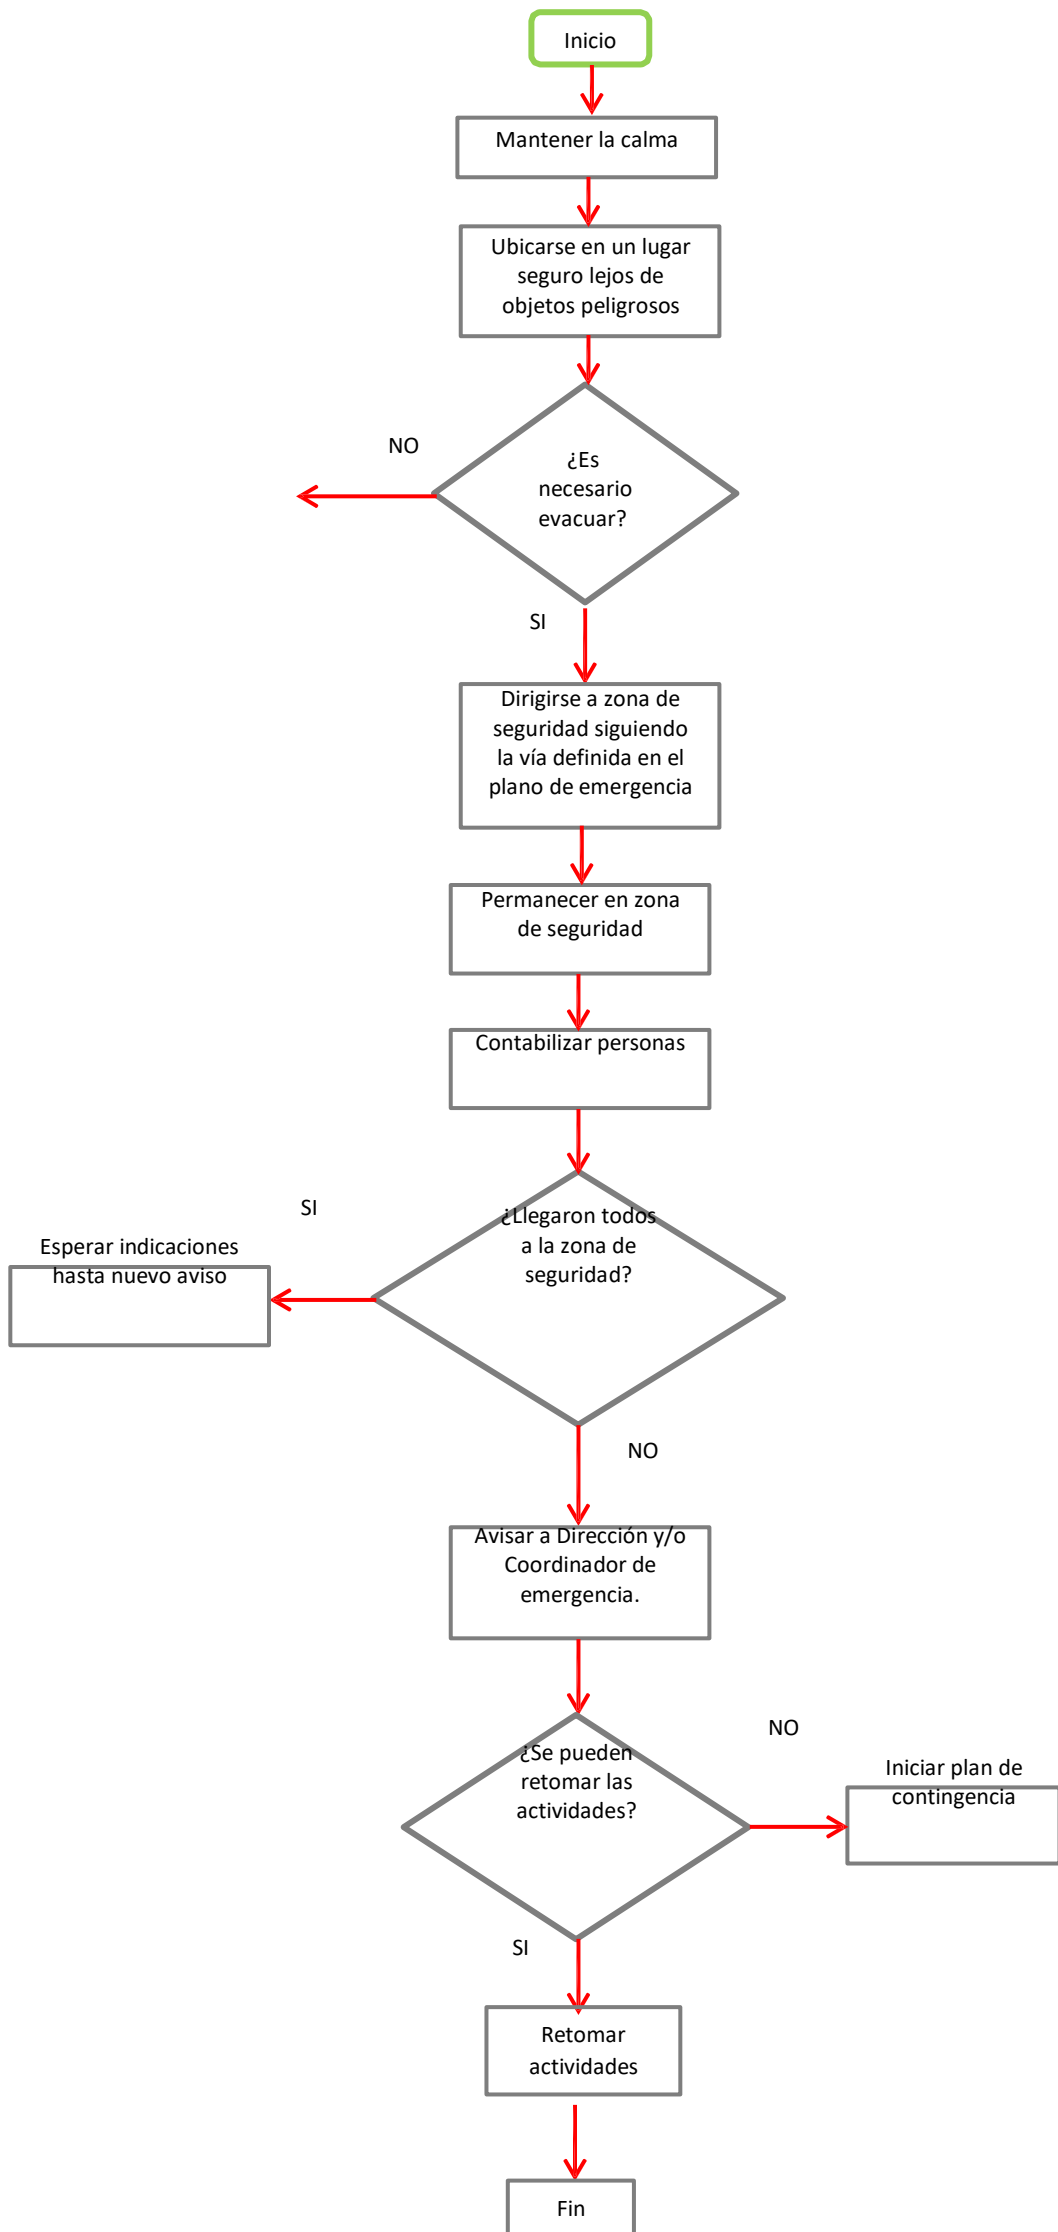 Inicio
Mantener la calma
Ubicarse en un lugar
seguro lejos de
objetos peligrosos
NO
¿Es
necesario
evacuar?
SI
Dirigirse a zona de
seguridad siguiendo
la vía definida en el
plano de emergencia
Permanecer en zona
de seguridad
Contabilizar personas
SI
¿Llegaron todos
a la zona de
seguridad?
Esperar indicaciones
hasta nuevo aviso
NO
Avisar a Dirección y/o
Coordinador de
emergencia.
NO
¿Se pueden
retomar las
actividades?
Iniciar plan de
contingencia
SI
Retomar
actividades
Fin